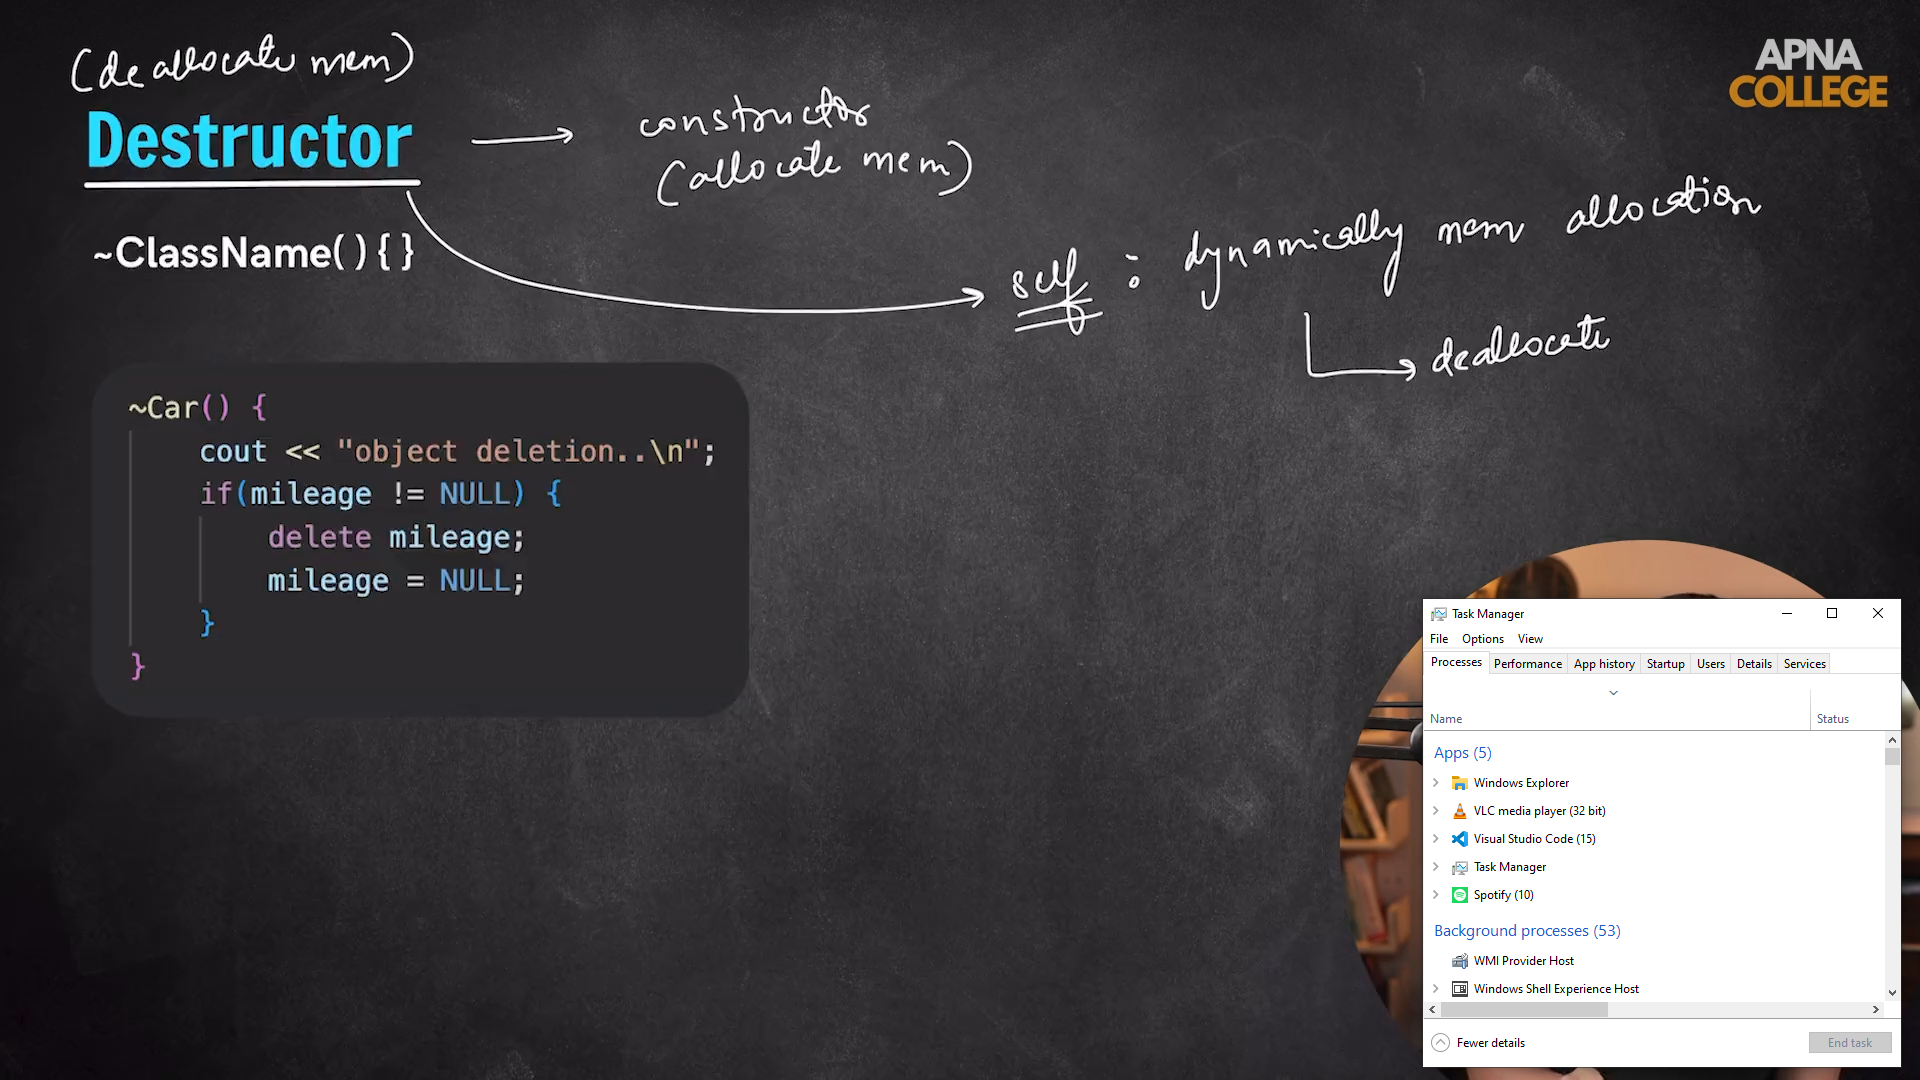 (deallocate mem)
Destructor
constructor
(allocate mem)
~ClassName(){}
self : dynamically mem allocation
deallocate
APNA
COLLEGE
~Car() {
cout << "object deletion..\n";
if(mileage != NULL) {
delete mileage;
mileage = NULL;
}
}
Task Manager
File Options View
Processes Performance App history Startup Users Details Services
Name Status
Apps (5)
Windows Explorer
VLC media player (32 bit)
Visual Studio Code (15)
Task Manager
Spotify (10)
Background processes (53)
WMI Provider Host
Windows Shell Experience Host
Fewer details End task